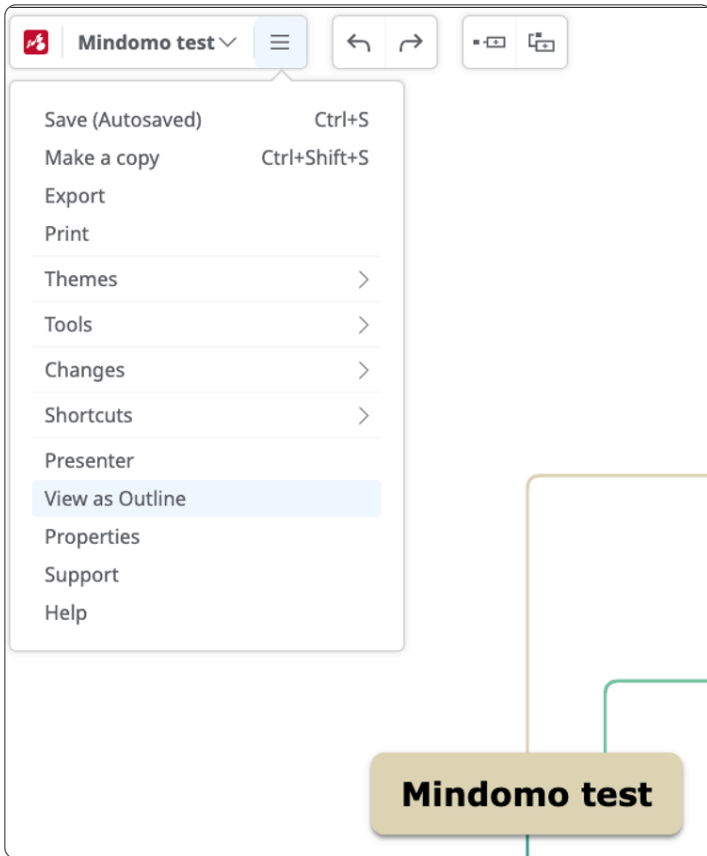 Mindomo test
Save (Autosaved) Ctrl+S
Make a copy Ctrl+Shift+S
Export
Print
Themes
Tools
Changes
Shortcuts
Presenter
View as Outline
Properties
Support
Help
Mindomo test